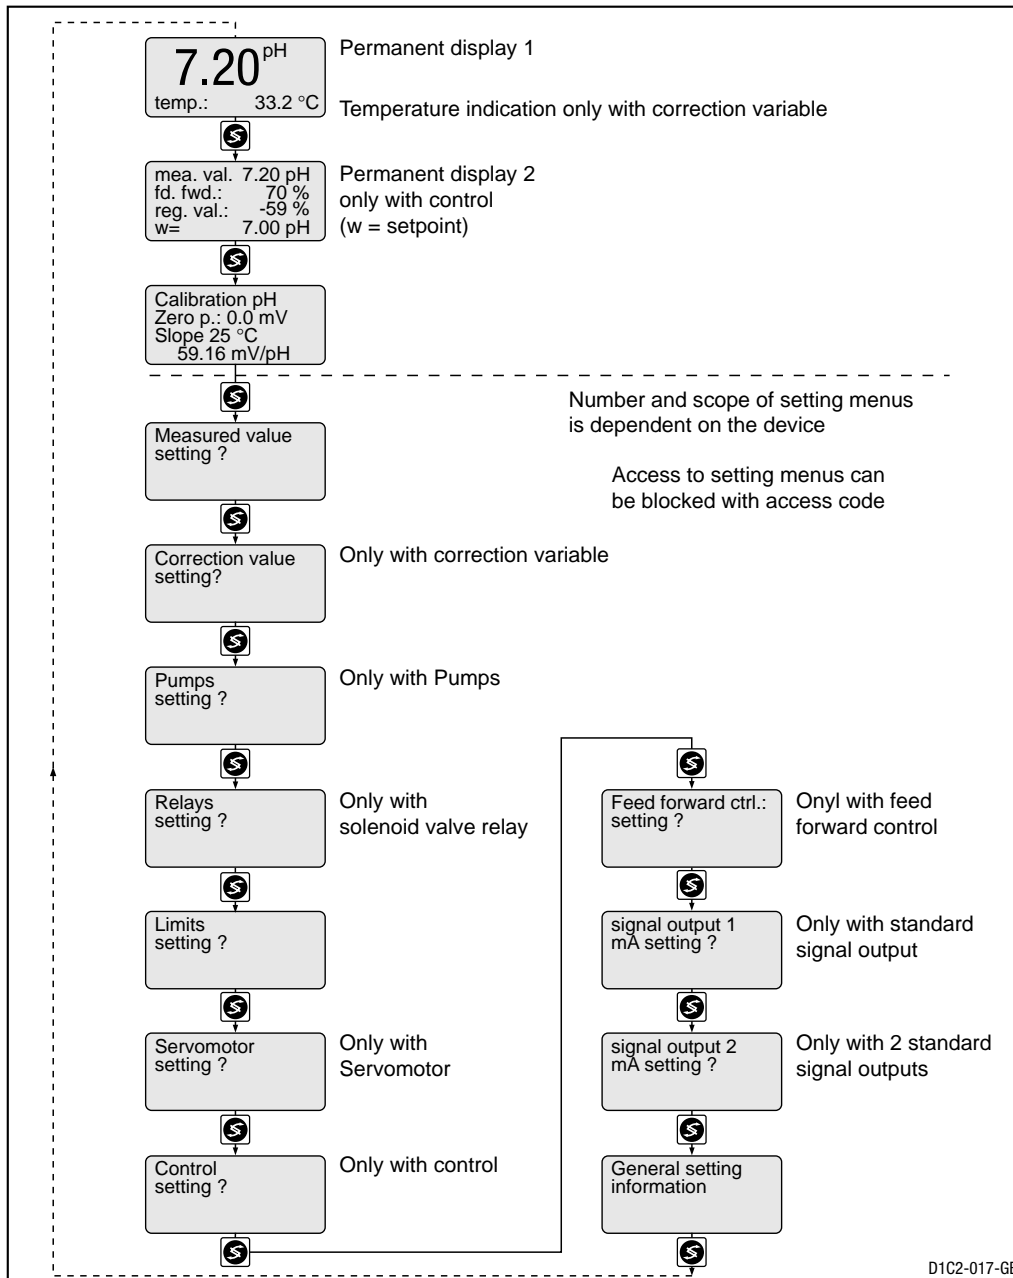 7.20 pH
temp.: 33.2 °C
Permanent display 1
Temperature indication only with correction variable
mea. val. 7.20 pH
fd. fwd.: 70 %
reg. val.: -59 %
w= 7.00 pH
Permanent display 2
only with control
(w = setpoint)
Calibration pH
Zero p.: 0.0 mV
Slope 25 °C
59.16 mV/pH
Number and scope of setting menus
is dependent on the device
Access to setting menus can
be blocked with access code
Measured value
setting ?
Correction value
setting?
Only with correction variable
Pumps
setting ?
Only with Pumps
Relays
setting ?
Only with
solenoid valve relay
Limits
setting ?
Servomotor
setting ?
Only with
Servomotor
Control
setting ?
Only with control
Feed forward ctrl.:
setting ?
Onyl with feed
forward control
signal output 1
mA setting ?
Only with standard
signal output
signal output 2
mA setting ?
Only with 2 standard
signal outputs
General setting
information
D1C2-017-GB